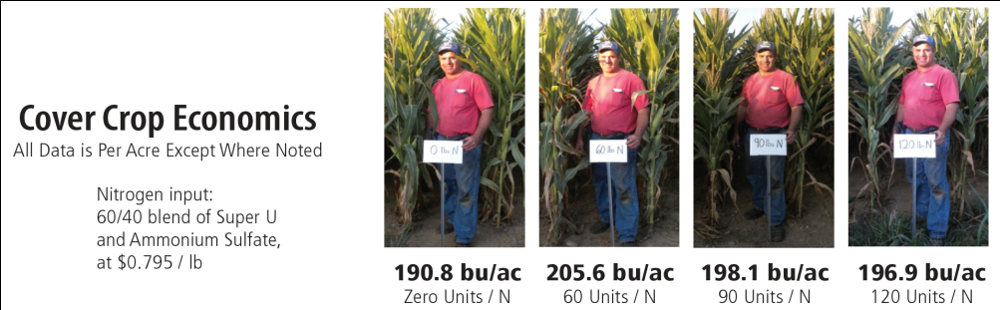 Cover Crop Economics
All Data is Per Acre Except Where Noted
Nitrogen input:
60/40 blend of Super U
and Ammonium Sulfate,
at $0.795 / lb
0 lbs N
60 lbs N
90 lbs N
120 lbs N
190.8 bu/ac
Zero Units / N
205.6 bu/ac
60 Units / N
198.1 bu/ac
90 Units / N
196.9 bu/ac
120 Units / N